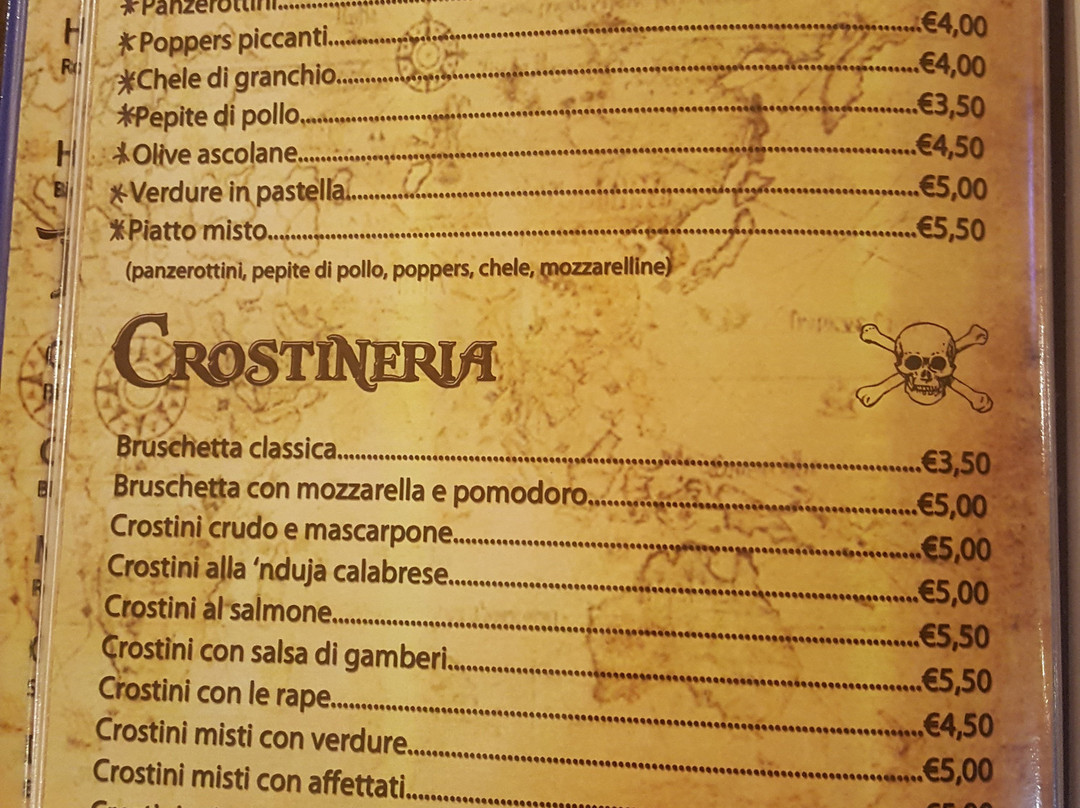 *Panzerottini
*Poppers piccanti....................€4,00
*Chele di granchio....................€4,00
*Pepite di pollo....................€3,50
*Olive ascolane....................€4,50
*Verdure in pastella....................€5,00
*Piatto misto....................€5,50
(panzerottini, pepite di pollo, poppers, chele, mozzarelline)
CROSTINERIA
Bruschetta classica....................€3,50
Bruschetta con mozzarella e pomodoro....................€5,00
Crostini crudo e mascarpone....................€5,00
Crostini alla ‘nduja calabrese....................€5,00
Crostini al salmone....................€5,50
Crostini con salsa di gamberi....................€5,50
Crostini con le rape....................€4,50
Crostini misti con verdure....................€5,00
Crostini misti con affettati....................